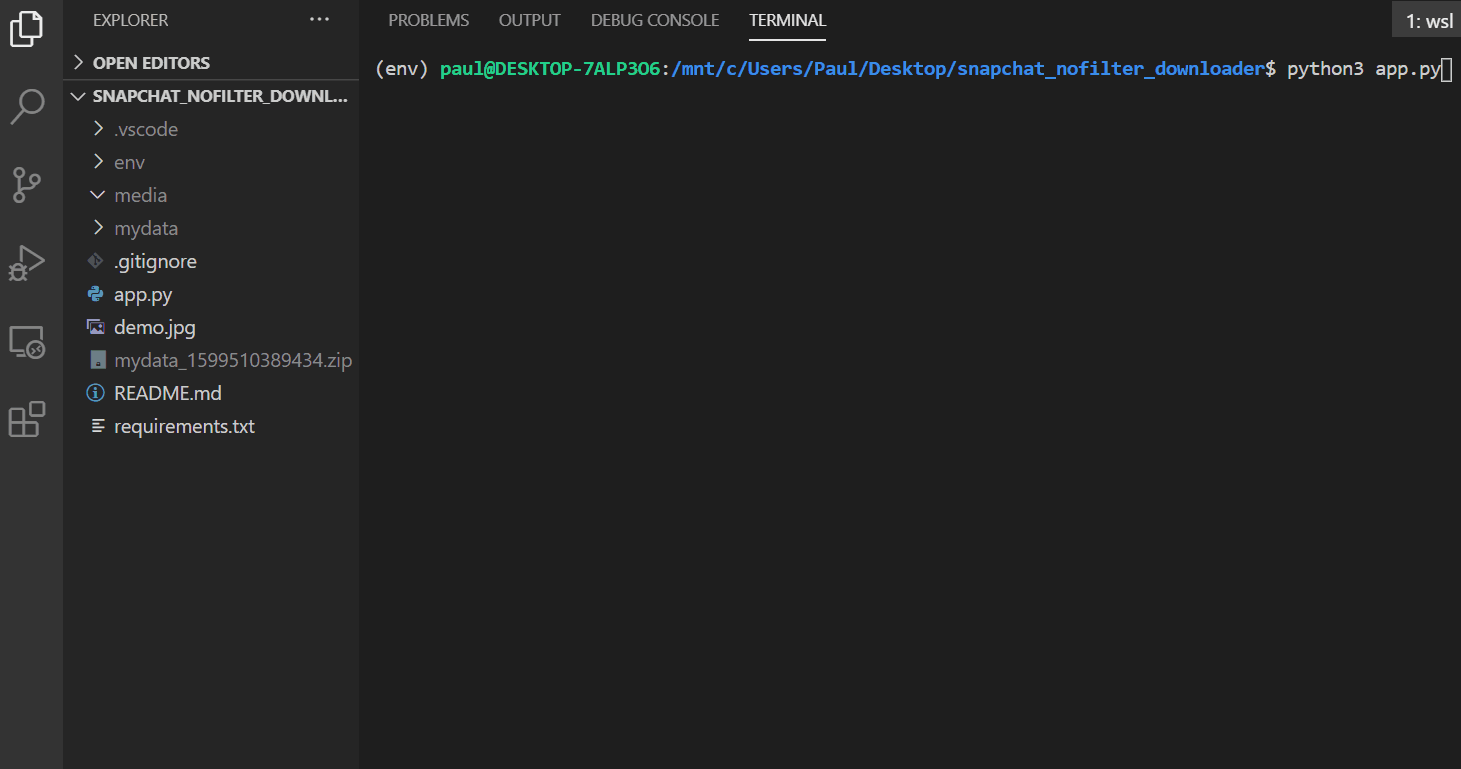 EXPLORER ···
OPEN EDITORS
SNAPCHAT_NOFILTER_DOWNL...
.vscode
env
media
mydata
.gitignore
app.py
demo.jpg
mydata_1599510389434.zip
README.md
requirements.txt
PROBLEMS OUTPUT DEBUG CONSOLE TERMINAL 1: wsl
(env) paul@DESKTOP-7ALP3O6:/mnt/c/Users/Paul/Desktop/snapchat_nofilter_downloader$ python3 app.py